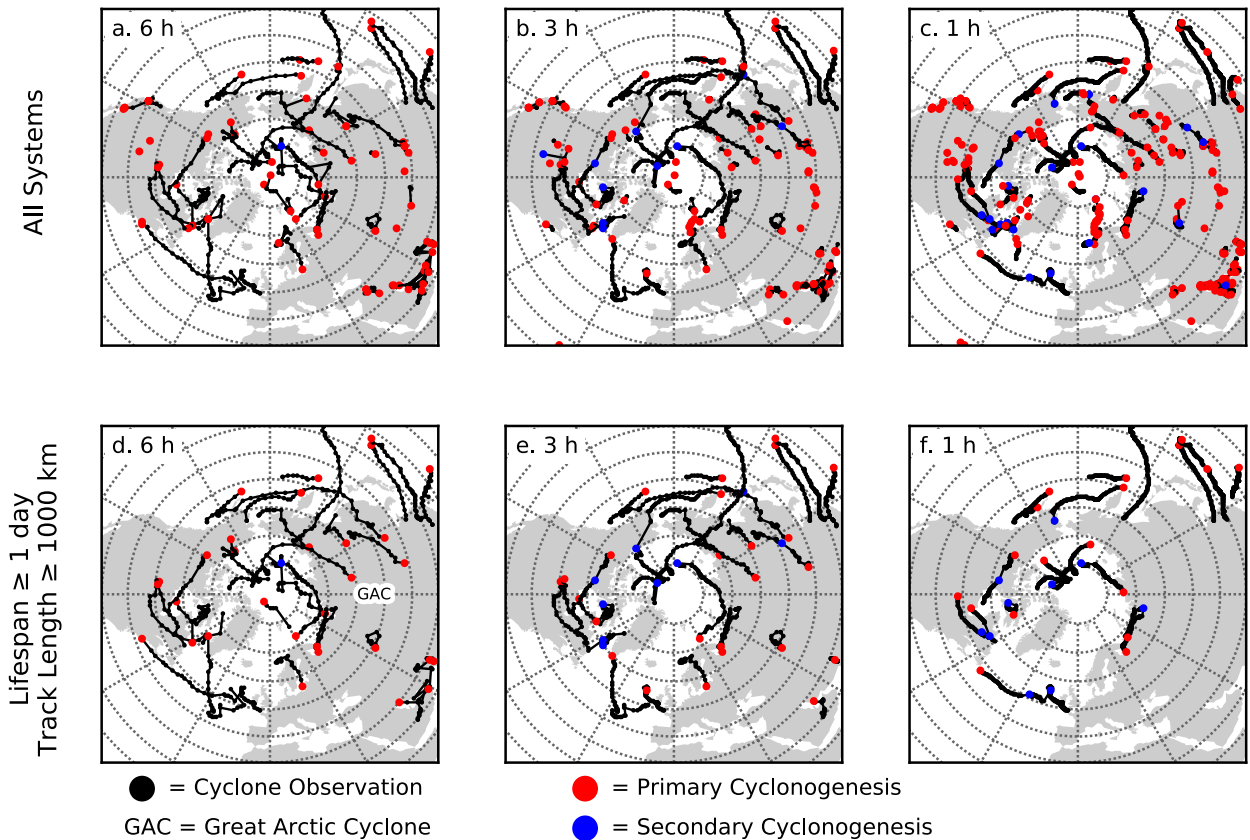 a. 6 h
b. 3 h
c. 1 h
All Systems
d. 6 h
e. 3 h
f. 1 h
Lifespan ≥ 1 day
Track Length ≥ 1000 km
GAC
= Cyclone Observation
= Primary Cyclonogenesis
GAC = Great Arctic Cyclone
= Secondary Cyclonogenesis